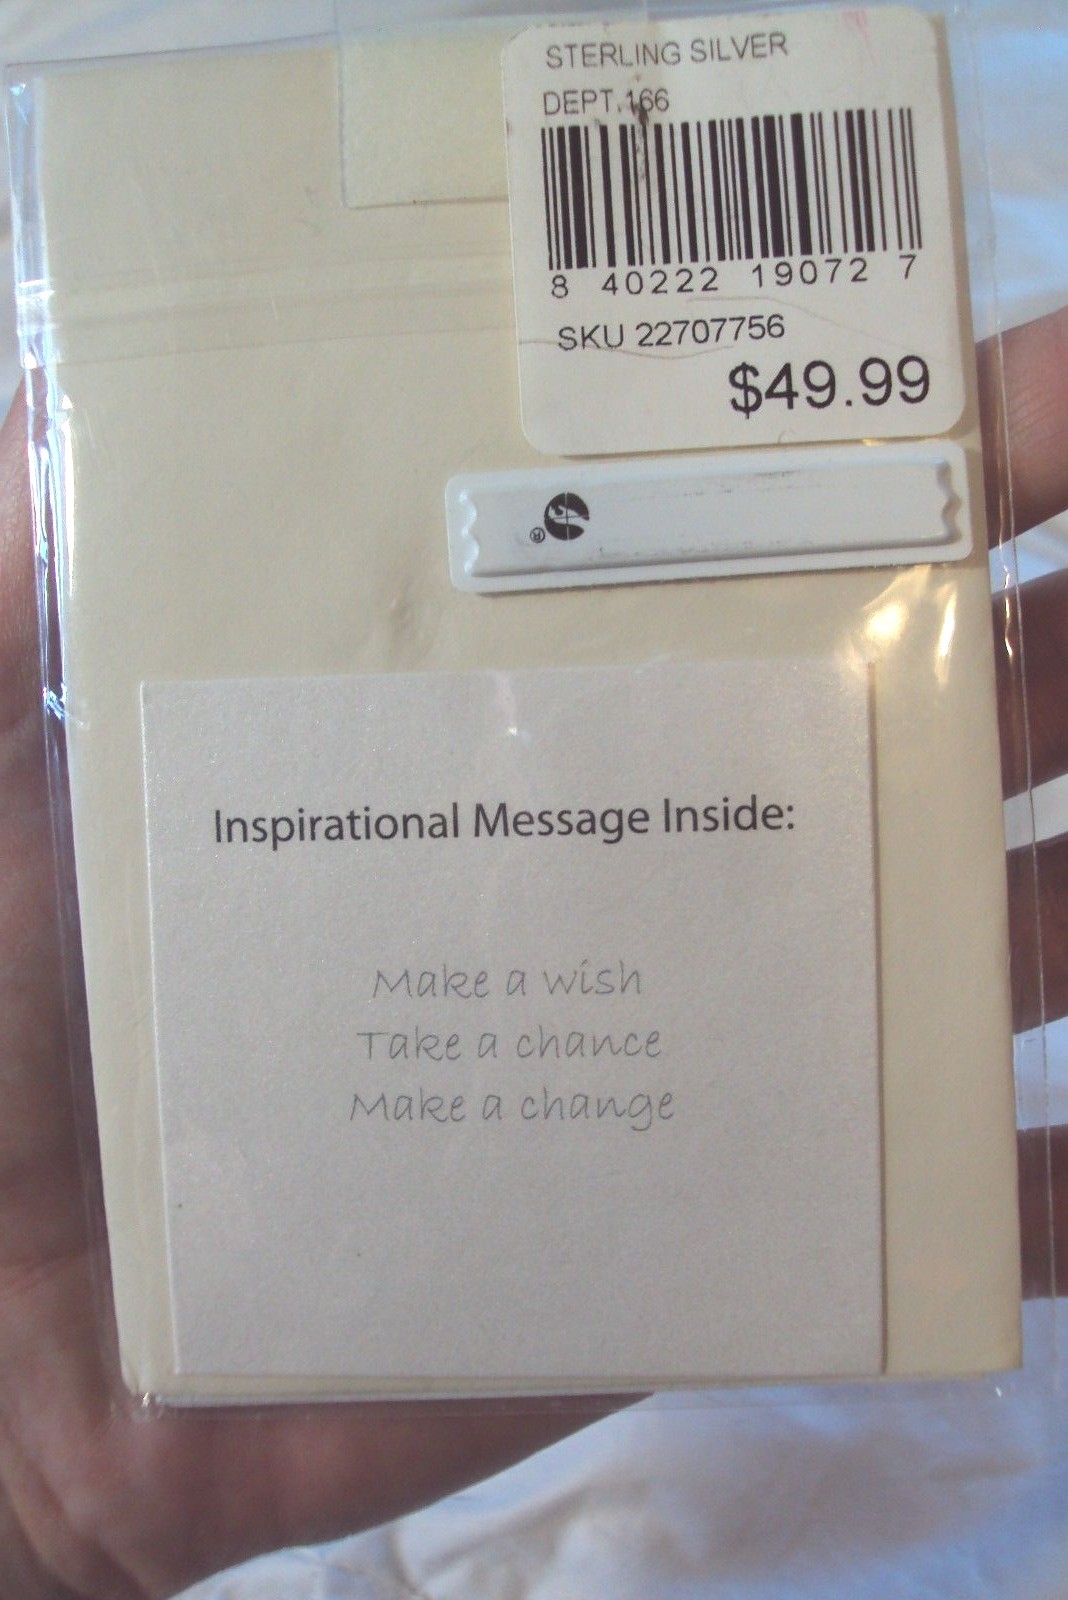 STERLING SILVER
DEPT.166
8 40222 19072 7
SKU 22707756
$49.99
S®
Inspirational Message Inside:
Make a wish
Take a chance
Make a change